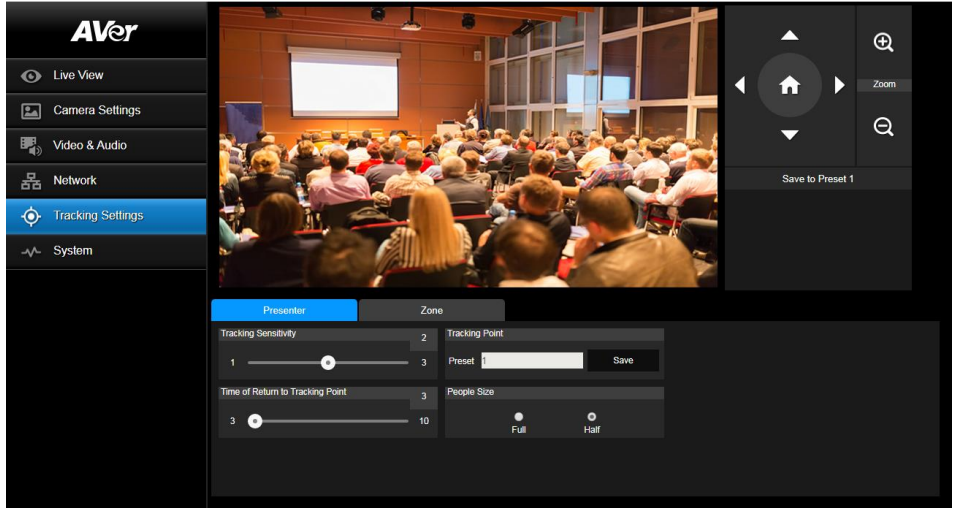 AVer
Live View
Camera Settings
Video & Audio
Network
Tracking Settings
System
Zoom
Save to Preset 1
Presenter
Zone
Tracking Sensitivity
2
1
3
Tracking Point
Preset 1
Save
Time of Return to Tracking Point
3
3
10
People Size
Full
Half